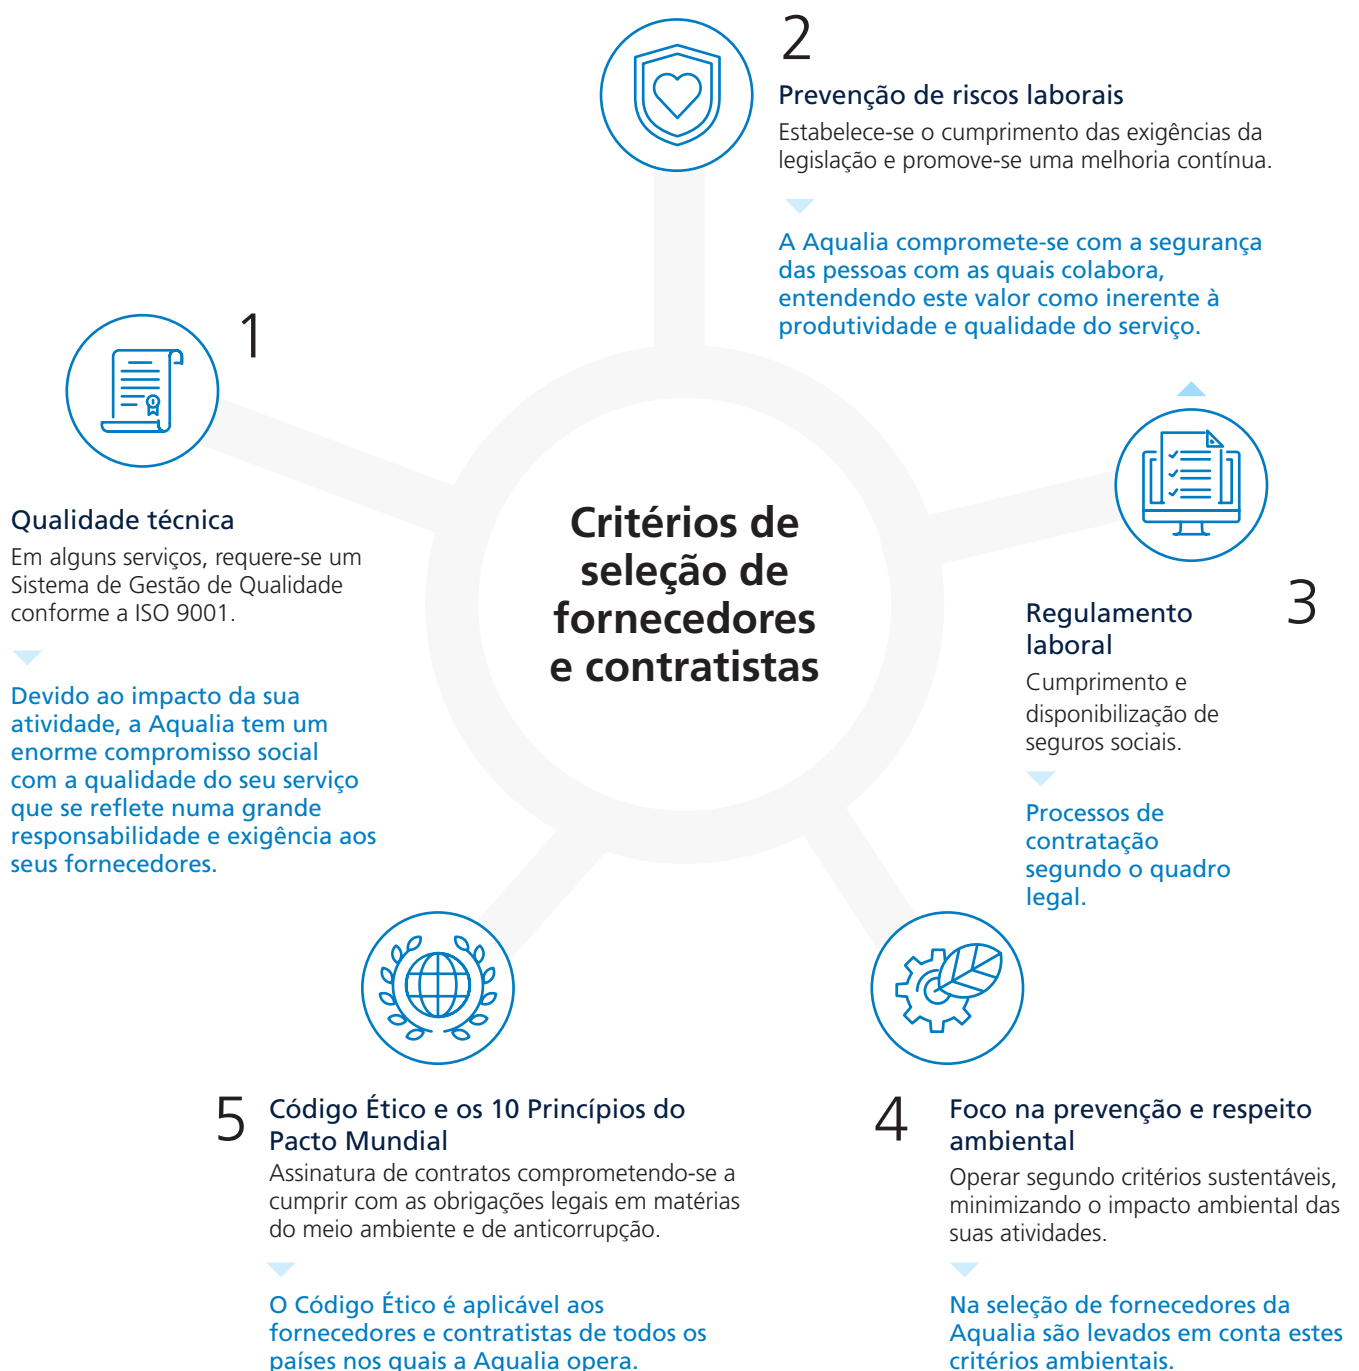 Critérios de
seleção de
fornecedores
e contratistas
1
Qualidade técnica
Em alguns serviços, requere-se um
Sistema de Gestão de Qualidade
conforme a ISO 9001.
Devido ao impacto da sua
atividade, a Aqualia tem um
enorme compromisso social
com a qualidade do seu serviço
que se reflete numa grande
responsabilidade e exigência aos
seus fornecedores.
2
Prevenção de riscos laborais
Estabelece-se o cumprimento das exigências da
legislação e promove-se uma melhoria contínua.
A Aqualia compromete-se com a segurança
das pessoas com as quais colabora,
entendendo este valor como inerente à
produtividade e qualidade do serviço.
3
Regulamento
laboral
Cumprimento e
disponibilização de
seguros sociais.
Processos de
contratação
segundo o quadro
legal.
4
Foco na prevenção e respeito
ambiental
Operar segundo critérios sustentáveis,
minimizando o impacto ambiental das
suas atividades.
Na seleção de fornecedores da
Aqualia são levados em conta estes
critérios ambientais.
5
Código Ético e os 10 Princípios do
Pacto Mundial
Assinatura de contratos comprometendo-se a
cumprir com as obrigações legais em matérias
do meio ambiente e de anticorrupção.
O Código Ético é aplicável aos
fornecedores e contratistas de todos os
países nos quais a Aqualia opera.